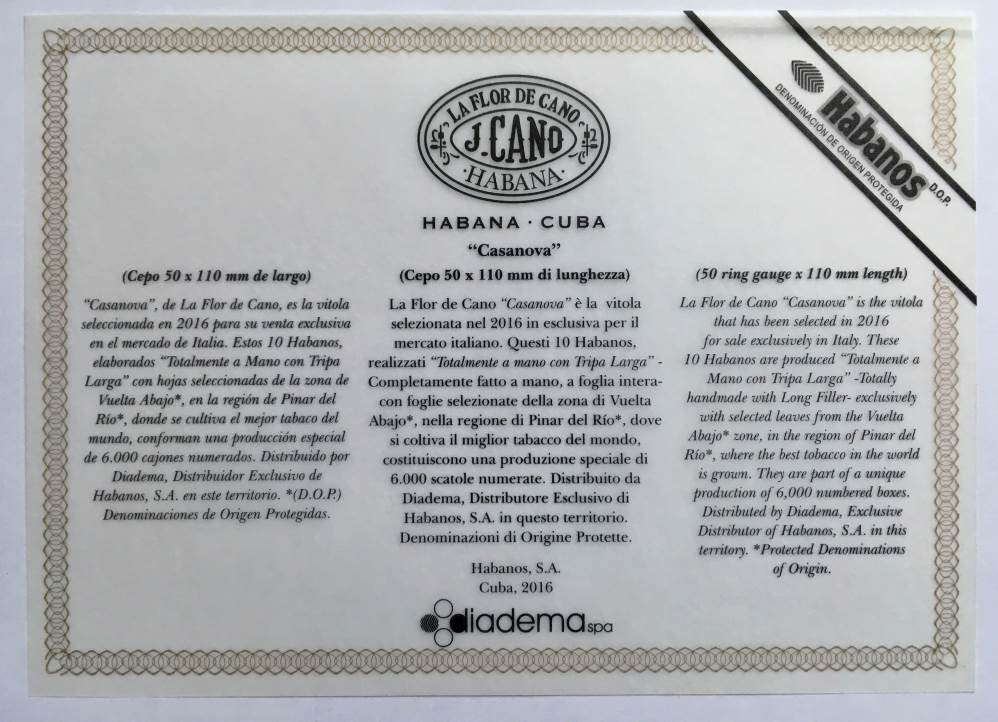 LA FLOR DE CANO
J. CANO
·HABANA·
HABANA · CUBA
Habanos D.O.P.
DENOMINACIÓN DE ORIGEN PROTEGIDA
“Casanova”
(Cepo 50 x 110 mm de largo)
“Casanova”, de La Flor de Cano, es la vitola
seleccionada en 2016 para su venta exclusiva
en el mercado de Italia. Estos 10 Habanos,
elaborados “Totalmente a Mano con Tripa
Larga” con hojas seleccionadas de la zona de
Vuelta Abajo*, en la región de Pinar del
Río*, donde se cultiva el mejor tabaco del
mundo, conforman una producción especial
de 6.000 cajones numerados. Distribuido por
Diadema, Distribuidor Exclusivo de
Habanos, S.A. en este territorio. *(D.O.P.)
Denominaciones de Origen Protegidas.
(Cepo 50 x 110 mm di lunghezza)
La Flor de Cano “Casanova” è la vitola
selezionata nel 2016 in esclusiva per il
mercato italiano. Questi 10 Habanos,
realizzati “Totalmente a mano con Tripa Larga” -
Completamente fatto a mano, a foglia intera-
con foglie selezionate della zona di Vuelta
Abajo*, nella regione di Pinar del Río*, dove
si coltiva il miglior tabacco del mondo,
costituiscono una produzione speciale di
6.000 scatole numerate. Distribuito da
Diadema, Distributore Esclusivo di
Habanos, S.A. in questo territorio.
Denominazioni di Origine Protette.
(50 ring gauge x 110 mm length)
La Flor de Cano “Casanova” is the vitola
that has been selected in 2016
for sale exclusively in Italy. These
10 Habanos are produced “Totalmente a
Mano con Tripa Larga” -Totally
handmade with Long Filler- exclusively
with selected leaves from the Vuelta
Abajo* zone, in the region of Pinar del
Río*, where the best tobacco in the world
is grown. They are part of a unique
production of 6,000 numbered boxes.
Distributed by Diadema, Exclusive
Distributor of Habanos, S.A. in this
territory. *Protected Denominations
of Origin.
Habanos, S.A.
Cuba, 2016
diadema spa